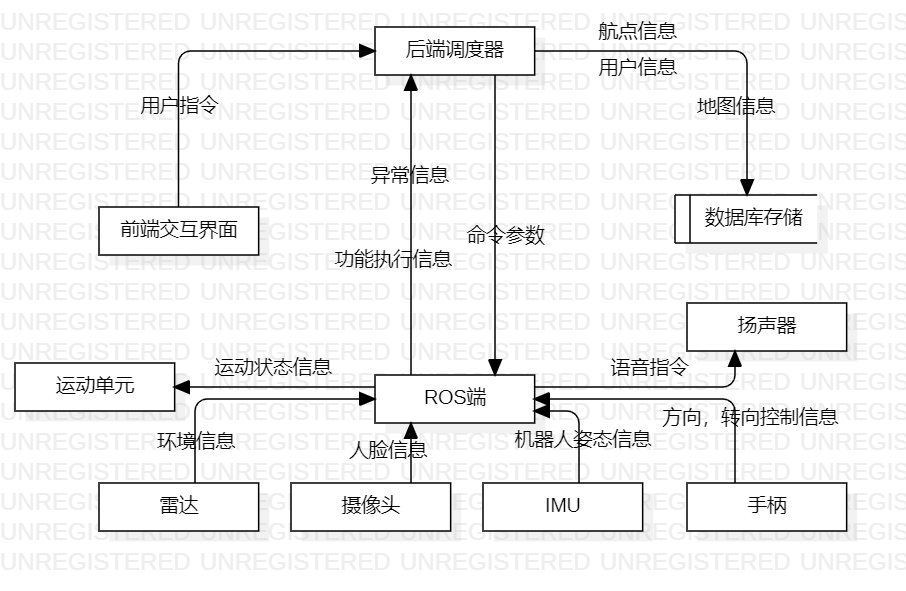 UNREGISTERED UNREGISTERED UNREGISTERED UNREGISTERED UNREGISTERED
航点信息
后端调度器
用户信息
用户指令
地图信息
异常信息
前端交互界面
数据库存储
命令参数
功能执行信息
扬声器
运动状态信息
语音指令
运动单元
ROS端
方向，转向控制信息
环境信息
人脸信息
机器人姿态信息
雷达
摄像头
IMU
手柄